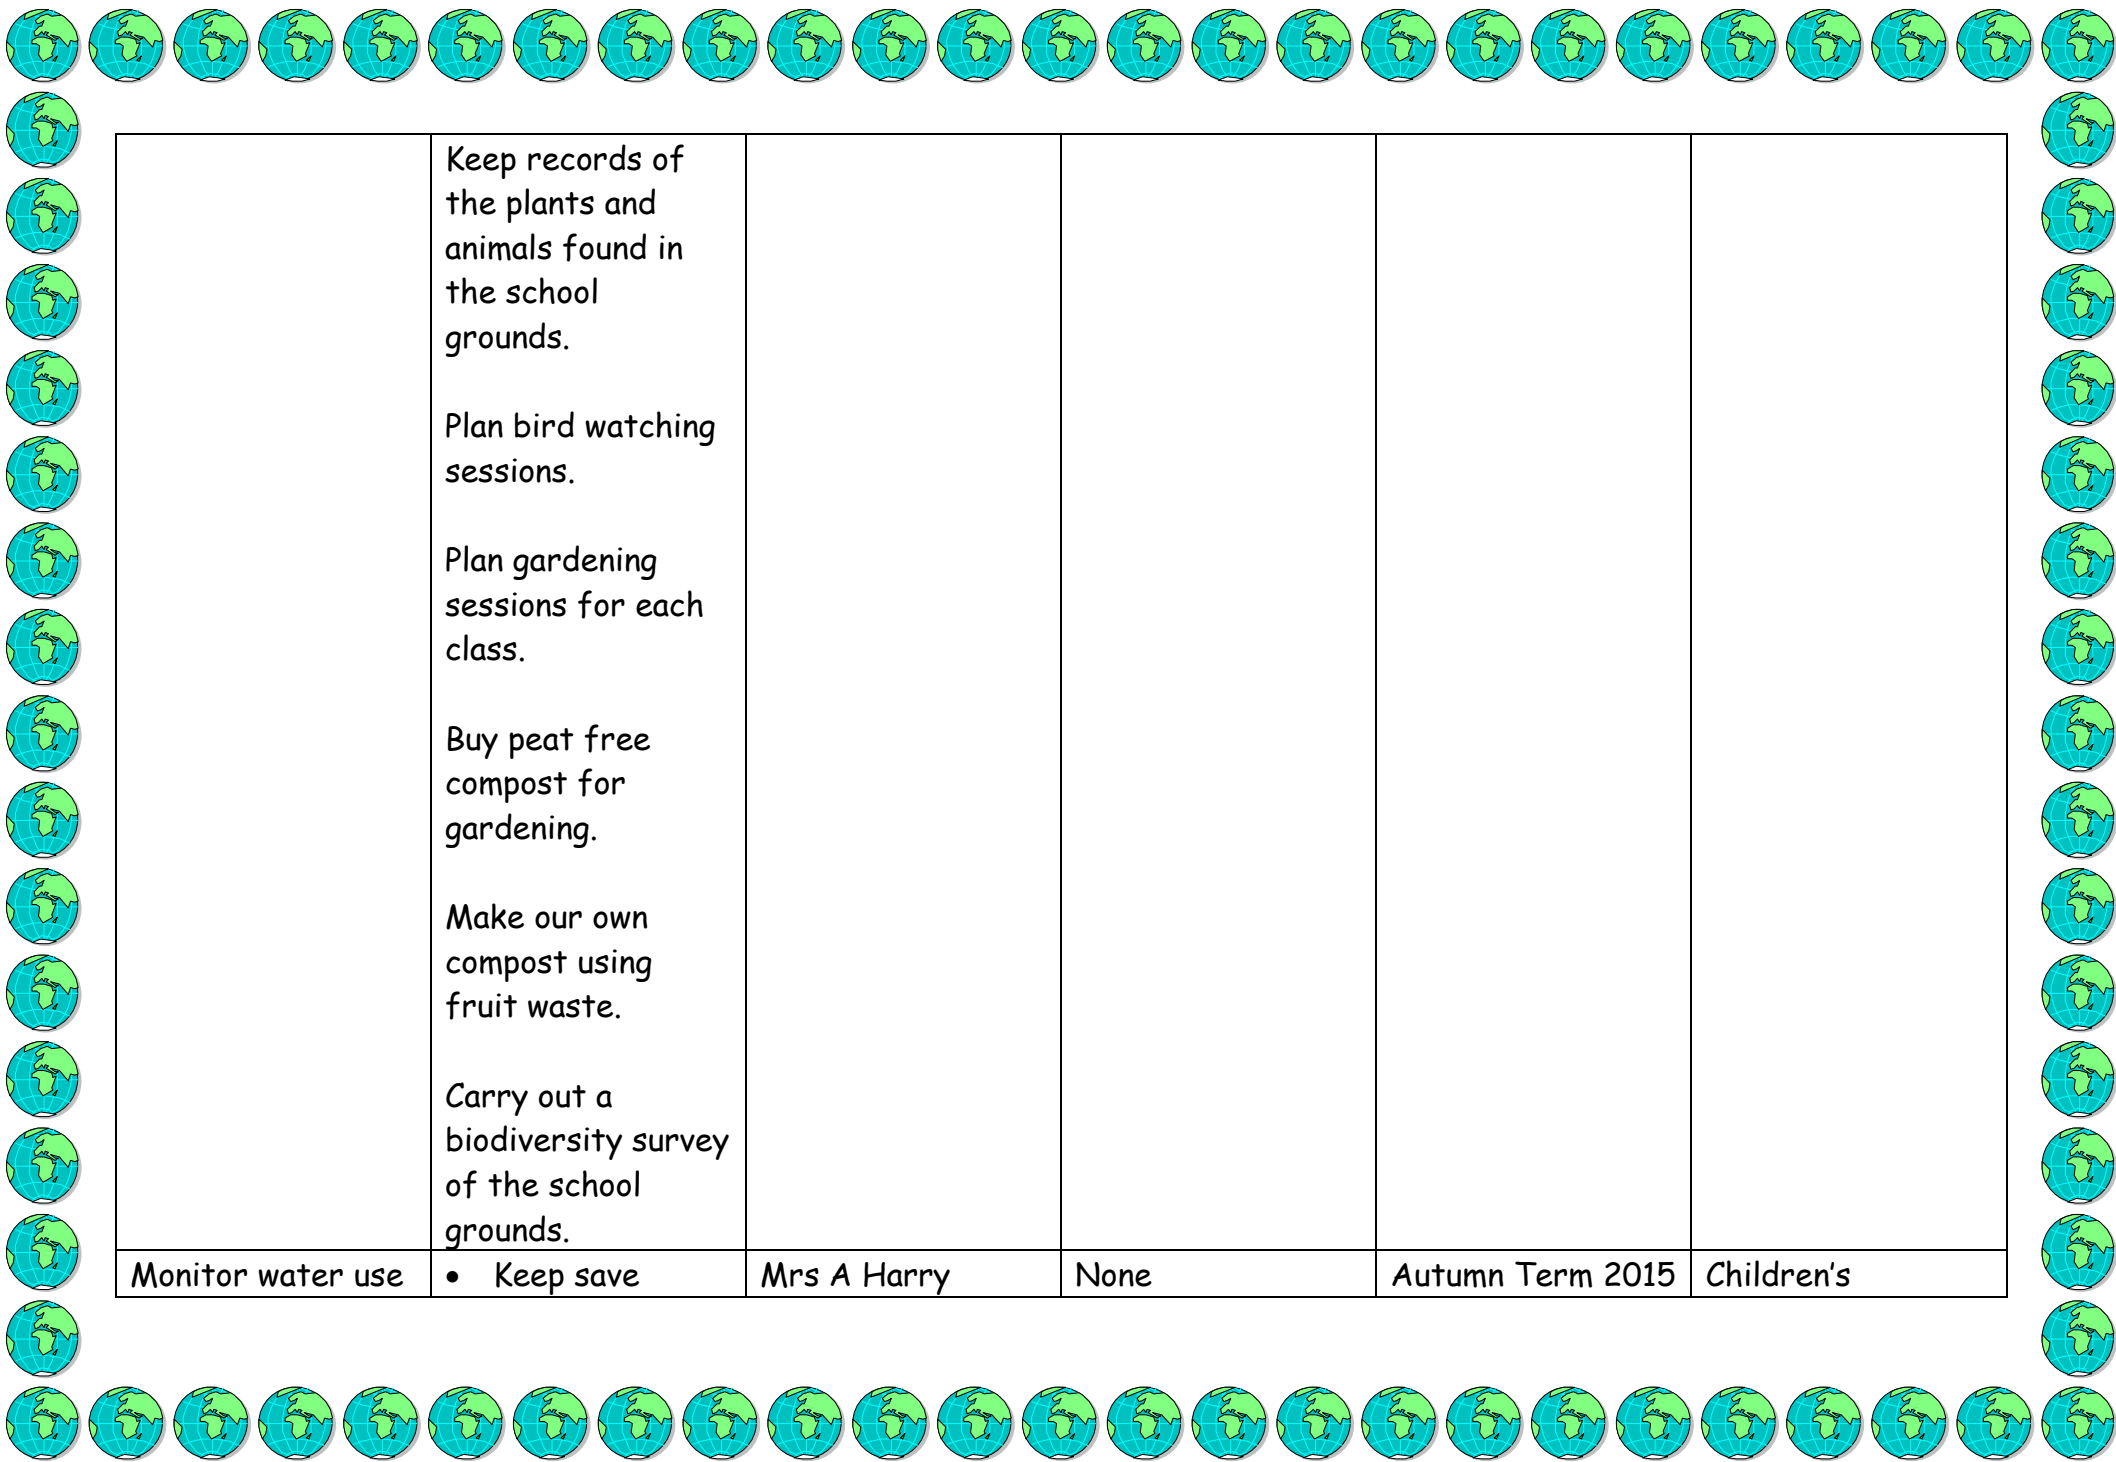 Keep records of
the plants and
animals found in
the school
grounds.
Plan bird watching
sessions.
Plan gardening
sessions for each
class.
Buy peat free
compost for
gardening.
Make our own
compost using
fruit waste.
Carry out a
biodiversity survey
of the school
grounds.
Monitor water use
• Keep save
Mrs A Harry
None
Autumn Term 2015
Children’s